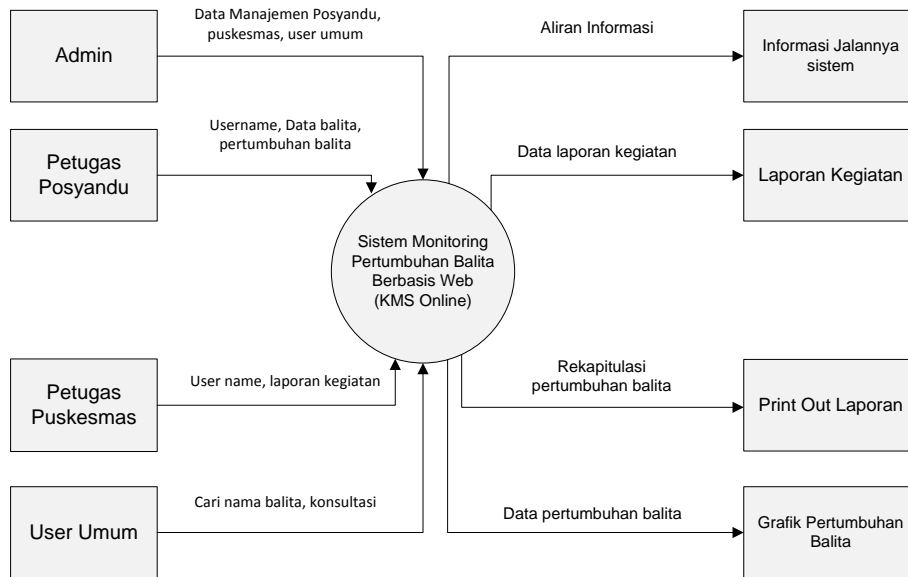 Data Manajemen Posyandu,
puskesmas, user umum
Admin
Aliran Informasi
Informasi Jalannya
sistem
Username, Data balita,
pertumbuhan balita
Petugas
Posyandu
Data laporan kegiatan
Laporan Kegiatan
Sistem Monitoring
Pertumbuhan Balita
Berbasis Web
(KMS Online)
User name, laporan kegiatan
Petugas
Puskesmas
Rekapitulasi
pertumbuhan balita
Print Out Laporan
Cari nama balita, konsultasi
User Umum
Data pertumbuhan balita
Grafik Pertumbuhan
Balita